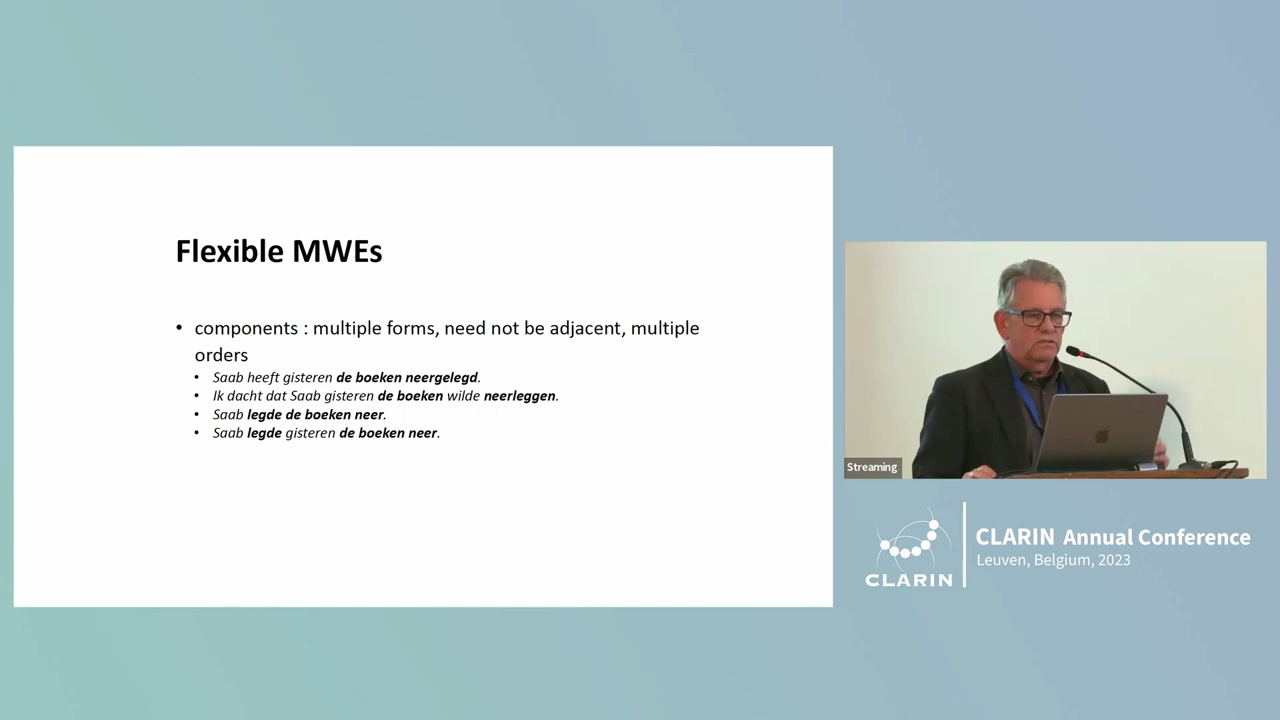 Flexible MWEs
• components : multiple forms, need not be adjacent, multiple
orders
• Saab heeft gisteren de boeken neergelegd.
• Ik dacht dat Saab gisteren de boeken wilde neerleggen.
• Saab legde de boeken neer.
• Saab legde gisteren de boeken neer.
Streaming
CLARIN
CLARIN Annual Conference
Leuven, Belgium, 2023